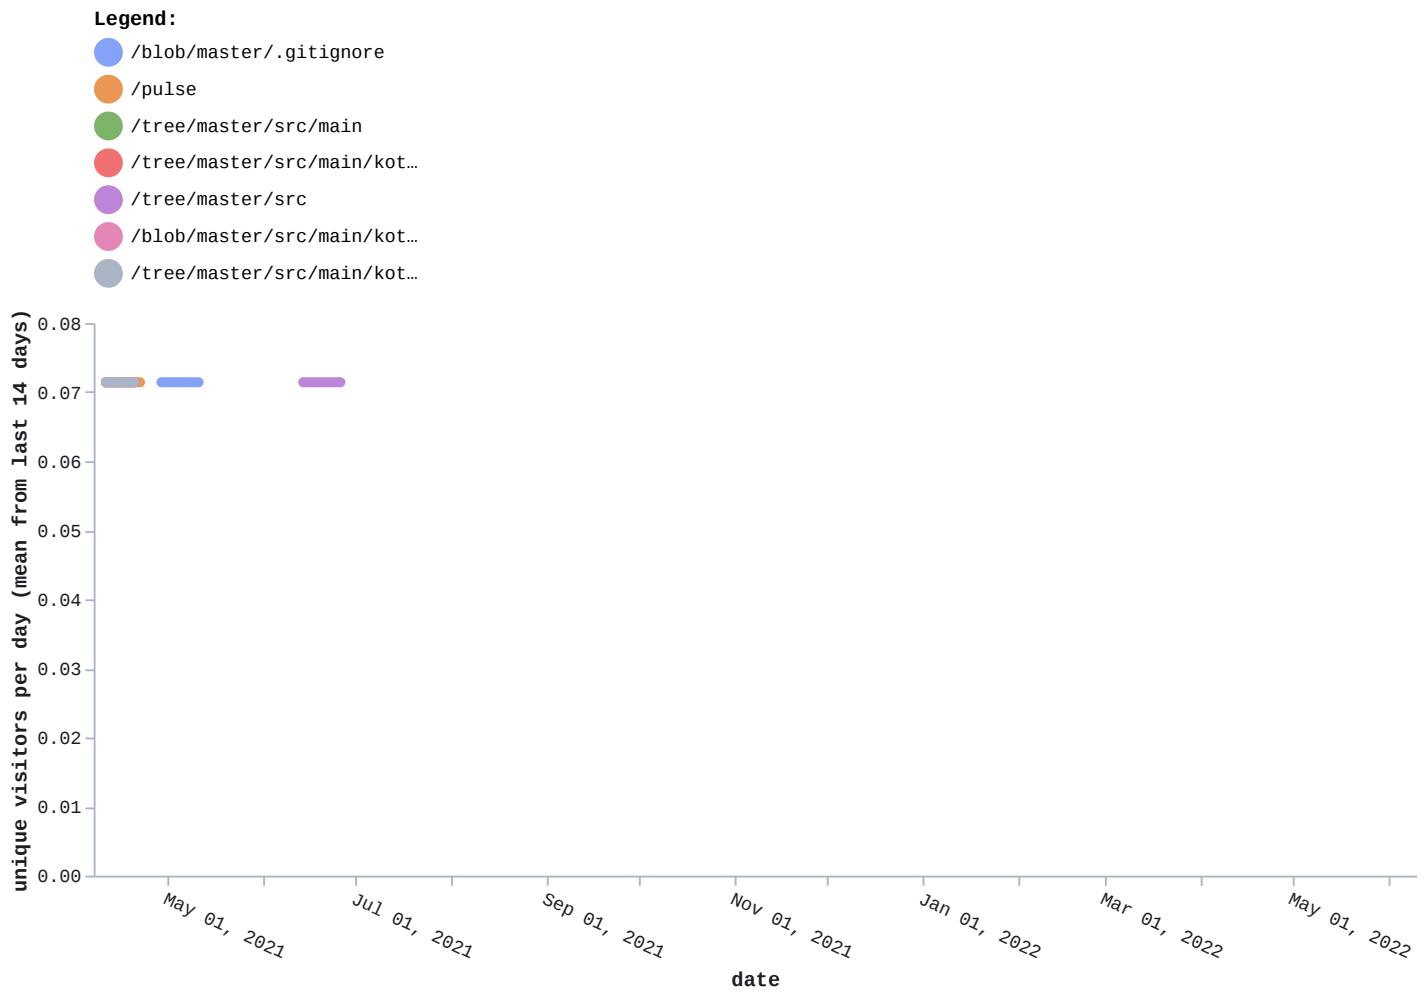 Legend:
/blob/master/.gitignore
/pulse
/tree/master/src/main
/tree/master/src/main/kot…
/tree/master/src
/blob/master/src/main/kot…
/tree/master/src/main/kot…
unique visitors per day (mean from last 14 days)
0.08
0.07
0.06
0.05
0.04
0.03
0.02
0.01
0.00
May 01, 2021
Jul 01, 2021
Sep 01, 2021
Nov 01, 2021
Jan 01, 2022
Mar 01, 2022
May 01, 2022
date